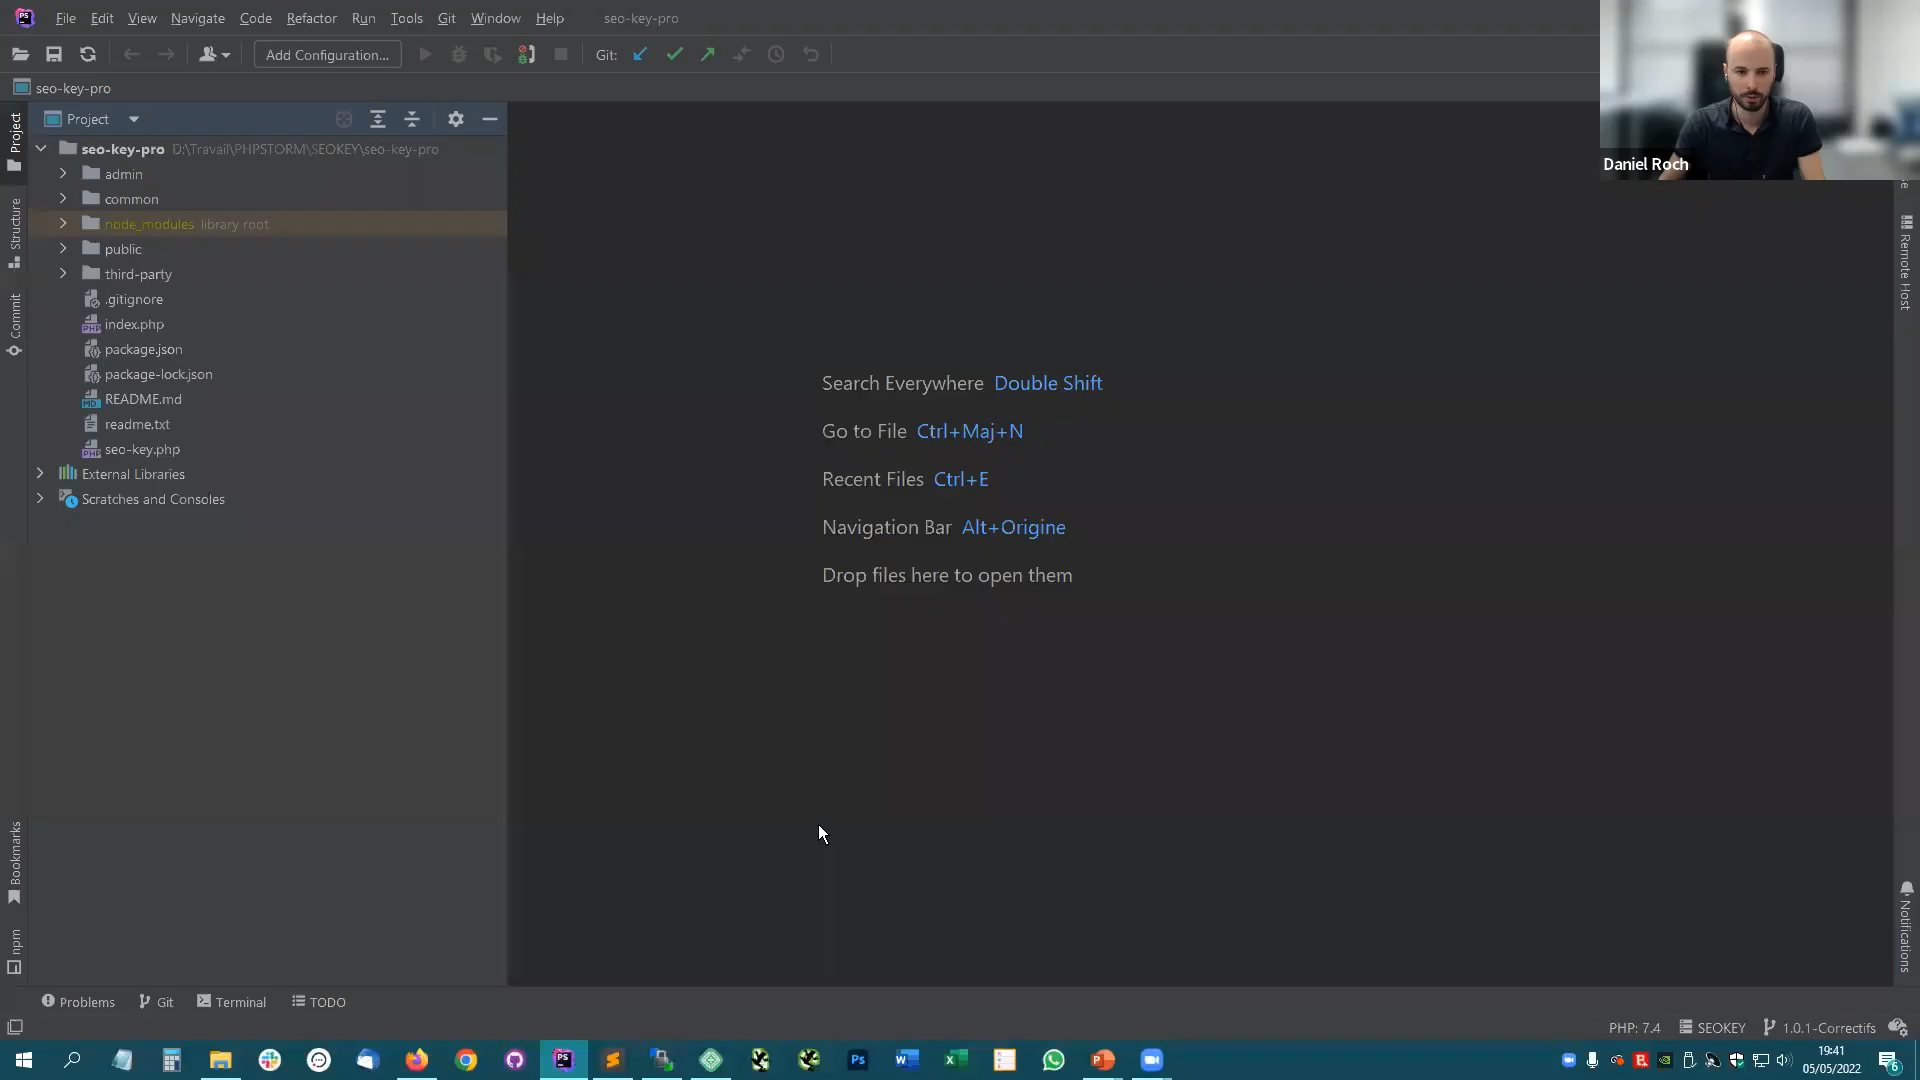 File Edit View Navigate Code Refactor Run Tools Git Window Help seo-key-pro
Add Configuration... Git:
seo-key-pro
Project
seo-key-pro D:\Travail\PHPSTORM\SEOKEY\seo-key-pro
admin
common
node_modules library root
public
third-party
.gitignore
index.php
package.json
package-lock.json
README.md
readme.txt
seo-key.php
External Libraries
Scratches and Consoles
Project
Structure
Commit
Bookmarks
npm
Search Everywhere Double Shift
Go to File Ctrl+Maj+N
Recent Files Ctrl+E
Navigation Bar Alt+Origine
Drop files here to open them
Daniel Roch
Remote Host
Notifications
Problems Git Terminal TODO
PHP: 7.4 SEOKEY 1.0.1-Correctifs
19:41
05/05/2022
6